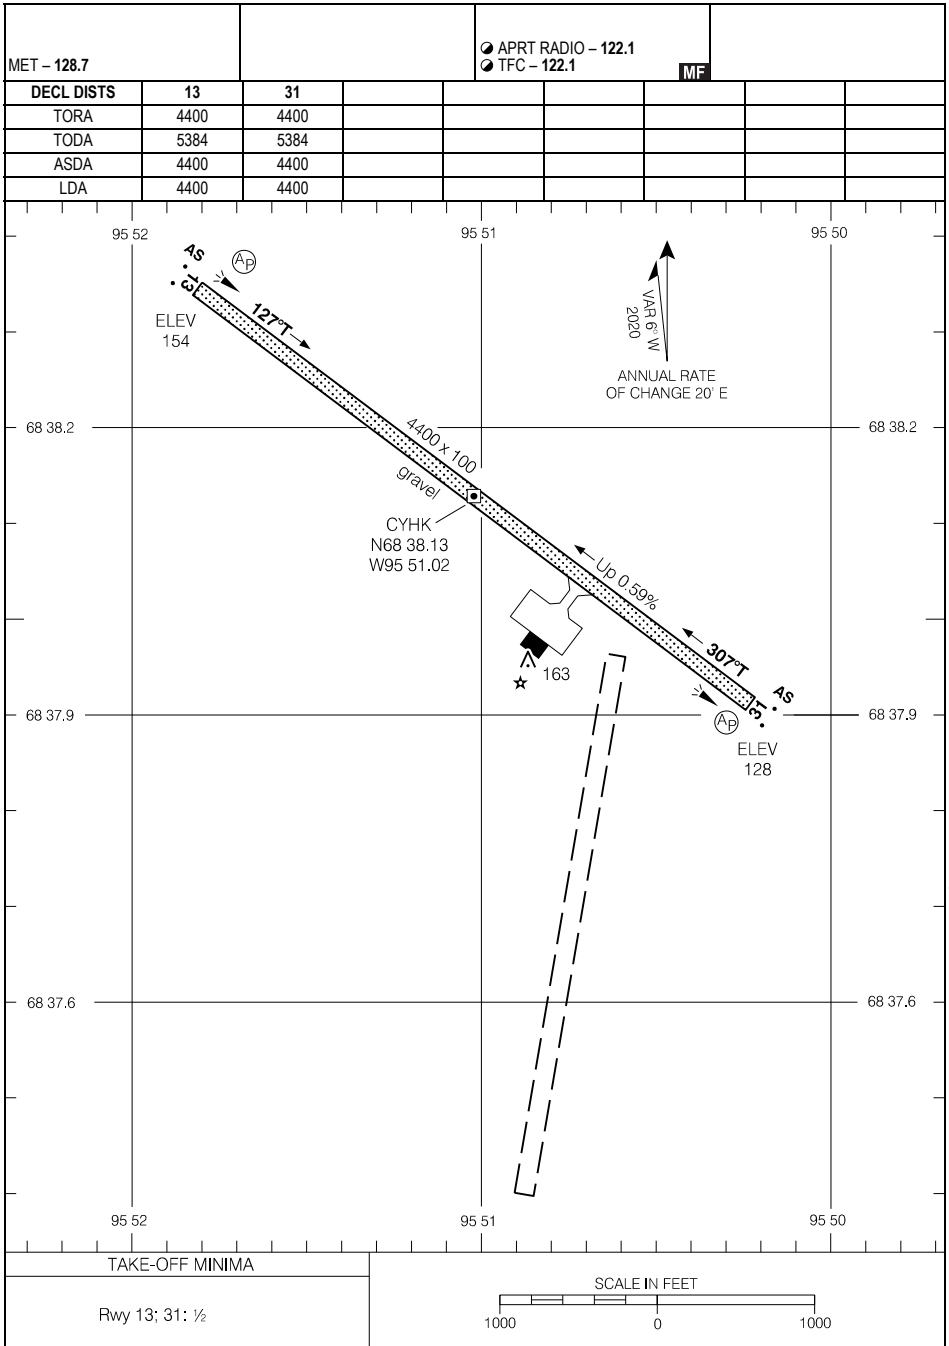 MET – 128.7
APRT RADIO – 122.1
TFC – 122.1
MF
DECL DISTS 13 31
TORA 4400 4400
TODA 5384 5384
ASDA 4400 4400
LDA 4400 4400
95 52 95 51 95 50
AS
AP
13
127°T
ELEV
154
VAR 6° W
2020
ANNUAL RATE
OF CHANGE 20' E
68 38.2 68 38.2
4400 x 100
gravel
CYHK
N68 38.13
W95 51.02
Up 0.59%
307°T
163
AS
31
68 37.9 68 37.9
AP
ELEV
128
68 37.6 68 37.6
95 52 95 51 95 50
TAKE-OFF MINIMA
Rwy 13; 31: ½
SCALE IN FEET
1000 0 1000